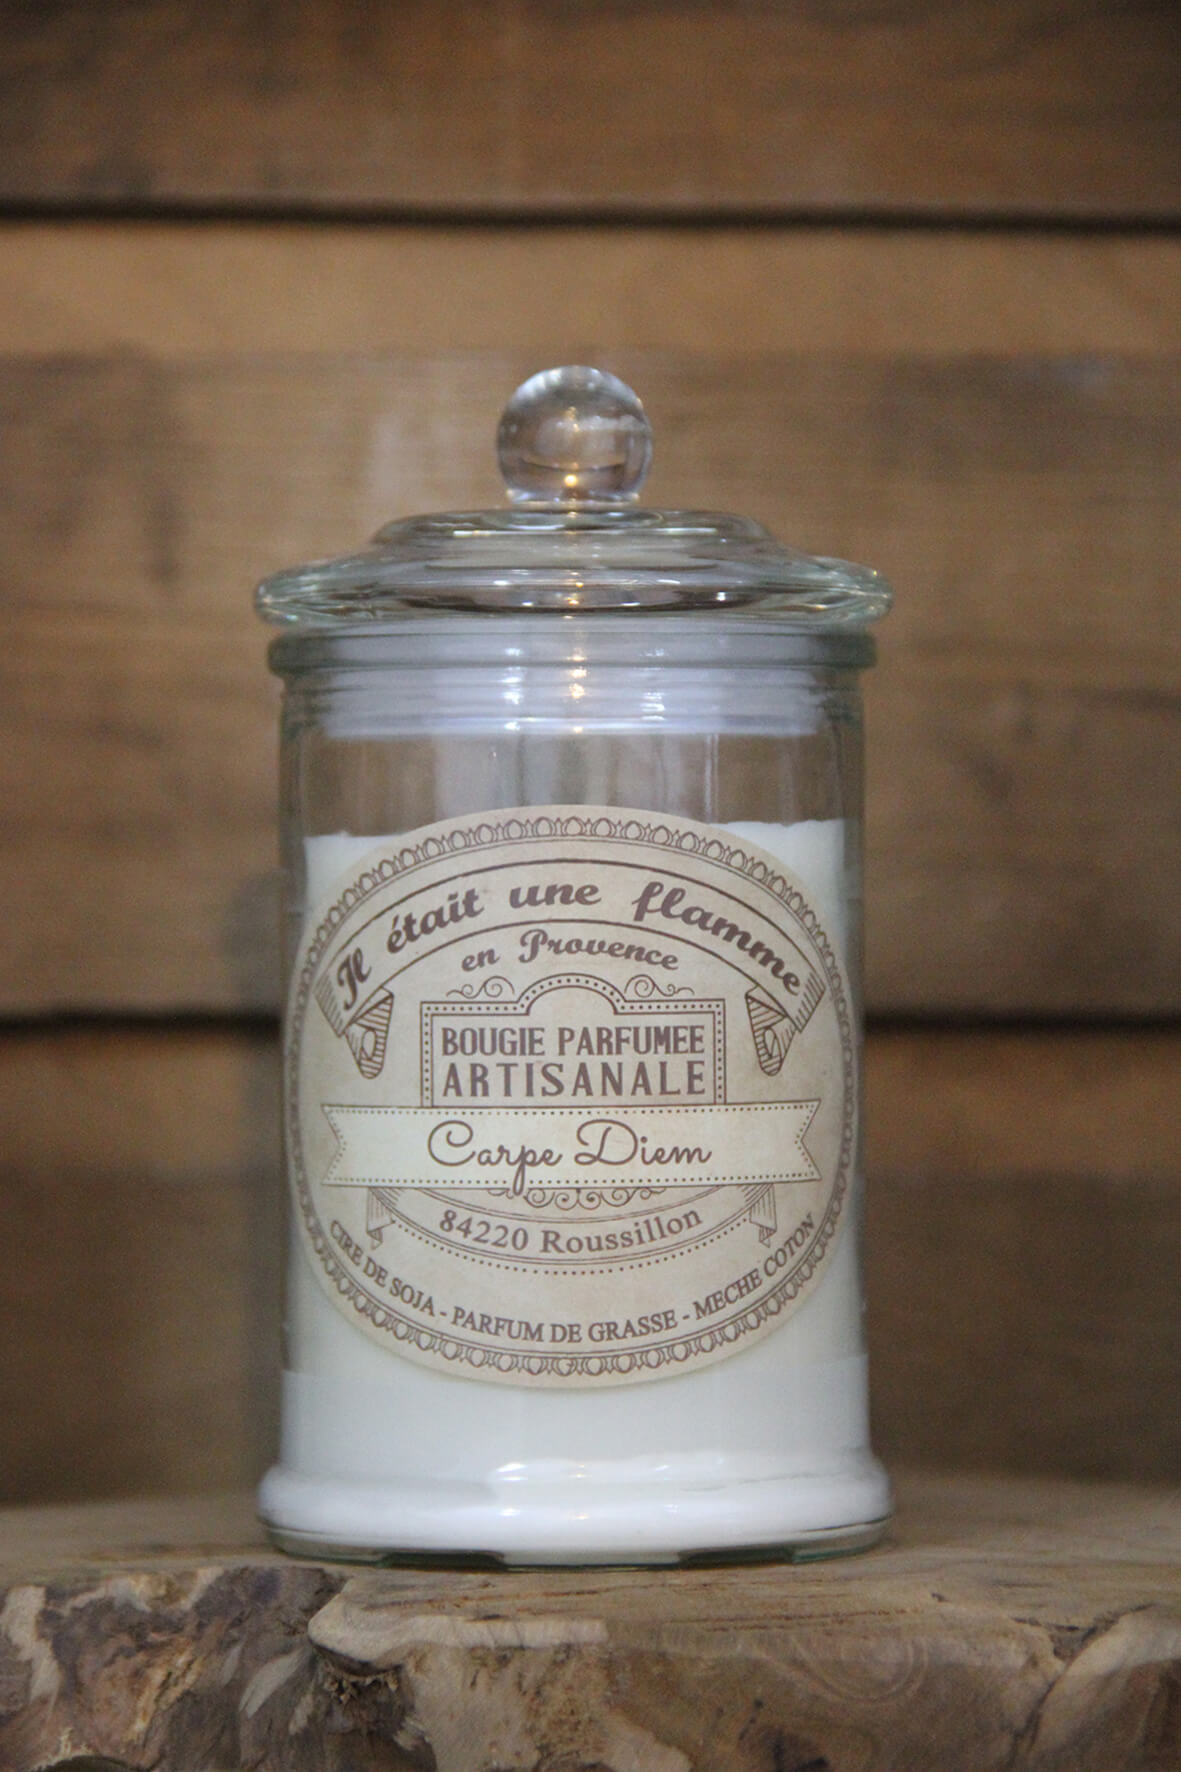 Il était une flamme
en Provence
BOUGIE PARFUMEE
ARTISANALE
Carpe Diem
84220 Roussillon
CIRE DE SOJA - PARFUM DE GRASSE - MECHE COTON